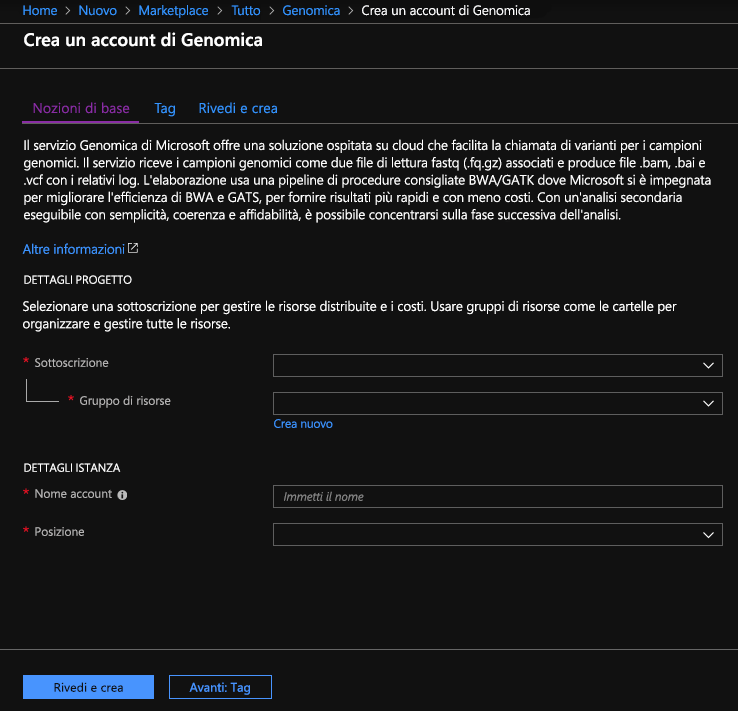 Home > Nuovo > Marketplace > Tutto > Genomica > Crea un account di Genomica
Crea un account di Genomica
Nozioni di base Tag Rivedi e crea
Il servizio Genomica di Microsoft offre una soluzione ospitata su cloud che facilita la chiamata di varianti per i campioni
genomici. Il servizio riceve i campioni genomici come due file di lettura fastq (.fq.gz) associati e produce file .bam, .bai e
.vcf con i relativi log. L'elaborazione usa una pipeline di procedure consigliate BWA/GATK dove Microsoft si è impegnata
per migliorare l'efficienza di BWA e GATS, per fornire risultati più rapidi e con meno costi. Con un'analisi secondaria
eseguibile con semplicità, coerenza e affidabilità, è possibile concentrarsi sulla fase successiva dell'analisi.
Altre informazioni
DETTAGLI PROGETTO
Selezionare una sottoscrizione per gestire le risorse distribuite e i costi. Usare gruppi di risorse come le cartelle per
organizzare e gestire tutte le risorse.
* Sottoscrizione
* Gruppo di risorse
Crea nuovo
DETTAGLI ISTANZA
* Nome account
Immetti il nome
* Posizione
Rivedi e crea Avanti: Tag